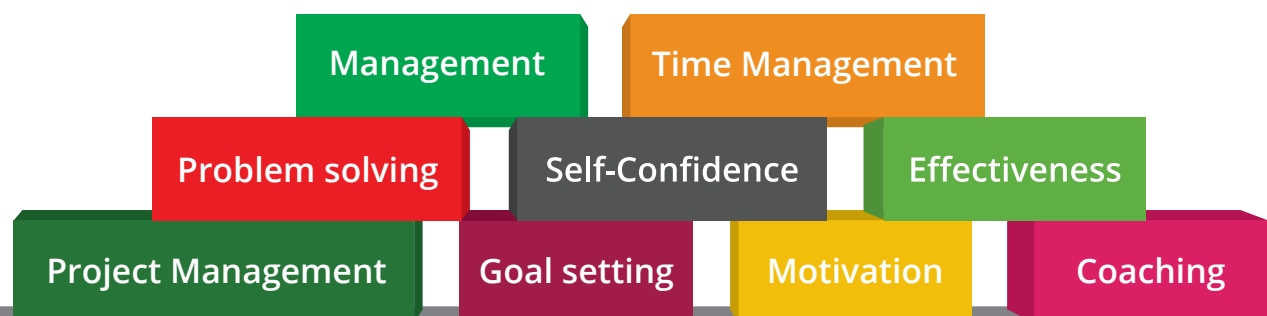 Management
Time Management
Problem solving
Self-Confidence
Effectiveness
Project Management
Goal setting
Motivation
Coaching